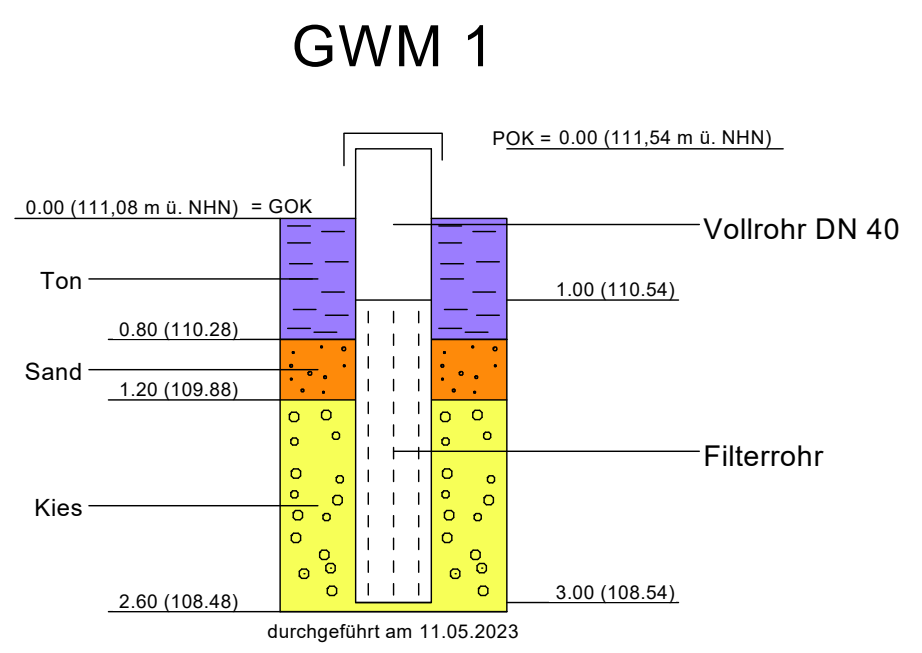 GWM 1
POK = 0.00 (111,54 m ü. NHN)
0.00 (111,08 m ü. NHN) = GOK
Vollrohr DN 40
Ton
1.00 (110.54)
0.80 (110.28)
Sand
1.20 (109.88)
Filterrohr
Kies
3.00 (108.54)
2.60 (108.48)
durchgeführt am 11.05.2023